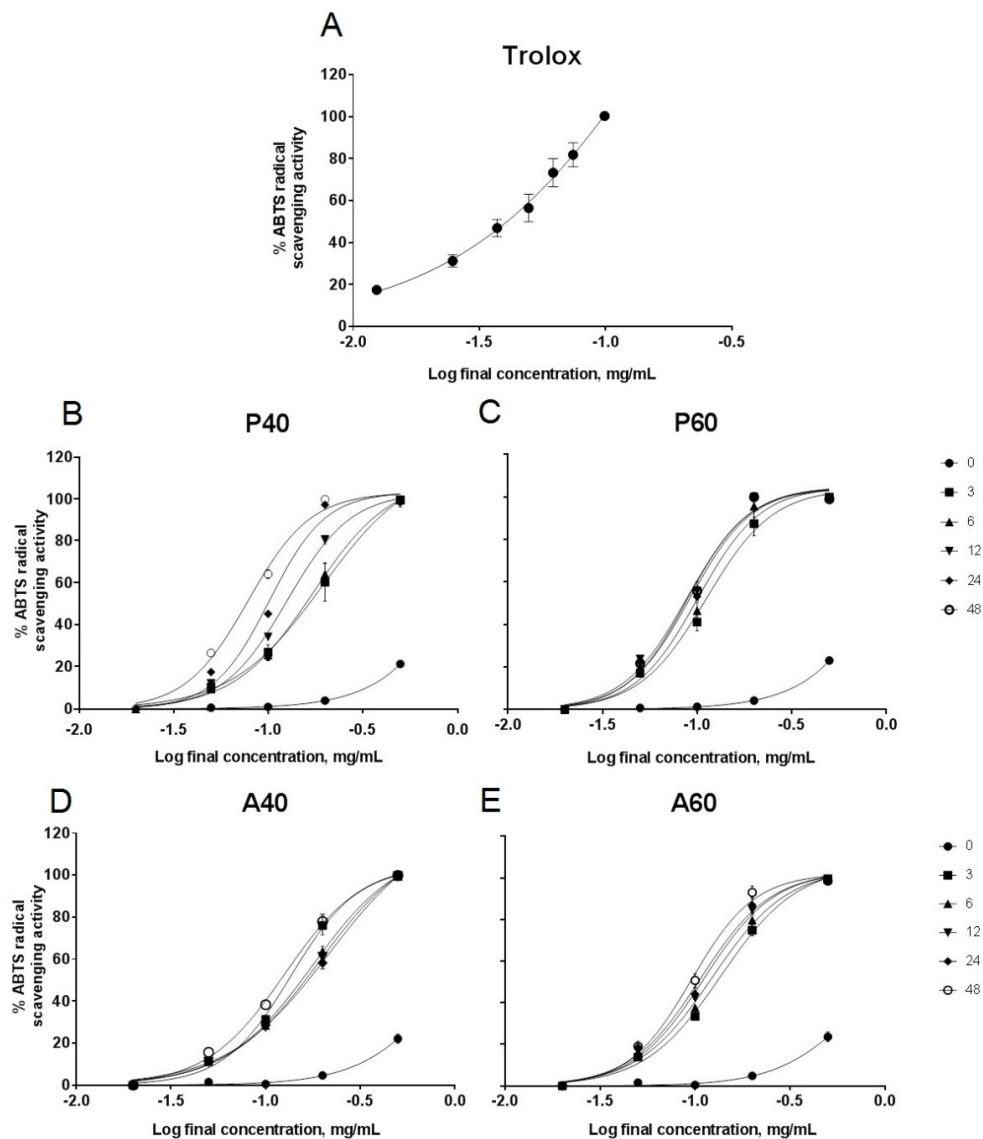 A
Trolox
120
100
80
60
40
20
0
% ABTS radical
scavenging activity
-2.0 -1.5 -1.0 -0.5
Log final concentration, mg/mL
B
P40
120
100
80
60
40
20
0
% ABTS radical
scavenging activity
-2.0 -1.5 -1.0 -0.5 0.0
Log final concentration, mg/mL
C
P60
-2.0 -1.5 -1.0 -0.5 0.0
Log final concentration, mg/mL
0
3
6
12
24
48
D
A40
120
100
80
60
40
20
0
% ABTS radical
scavenging activity
-2.0 -1.5 -1.0 -0.5 0.0
Log final concentration, mg/mL
E
A60
-2.0 -1.5 -1.0 -0.5 0.0
Log final concentration, mg/mL
0
3
6
12
24
48